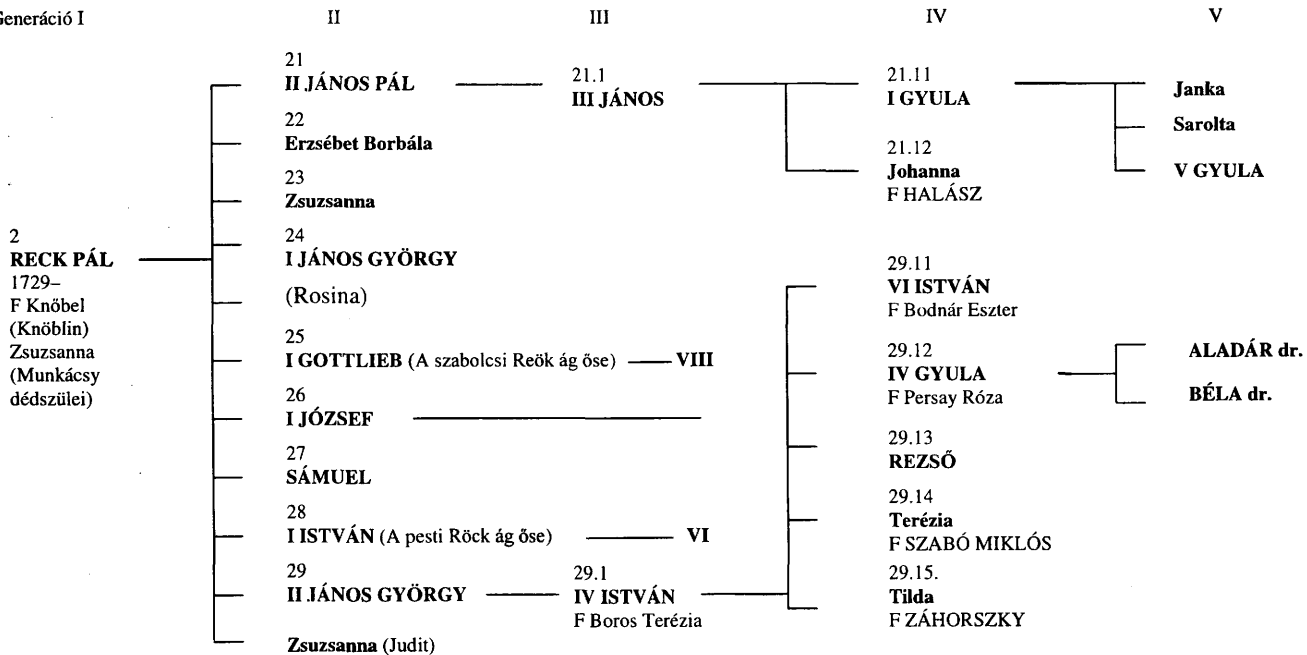 Generáció I II III IV V
2
RECK PÁL
1729–
F Knöbel
(Knöblin)
Zsuzsanna
(Munkácsy
dédszülei)
21
II JÁNOS PÁL
22
Erzsébet Borbála
23
Zsuzsanna
24
I JÁNOS GYÖRGY
(Rosina)
25
I GOTTLIEB (A szabolcsi Reök ág őse) VIII
26
I JÓZSEF
27
SÁMUEL
28
I ISTVÁN (A pesti Röck ág őse) VI
29
II JÁNOS GYÖRGY
Zsuzsanna (Judit)
21.1
III JÁNOS
29.1
IV ISTVÁN
F Boros Terézia
21.11
I GYULA
21.12
Johanna
F HALÁSZ
29.11
VI ISTVÁN
F Bodnár Eszter
29.12
IV GYULA
F Persay Róza
29.13
REZSŐ
29.14
Terézia
F SZABÓ MIKLÓS
29.15.
Tilda
F ZÁHORSZKY
Janka
Sarolta
V GYULA
ALADÁR dr.
BÉLA dr.